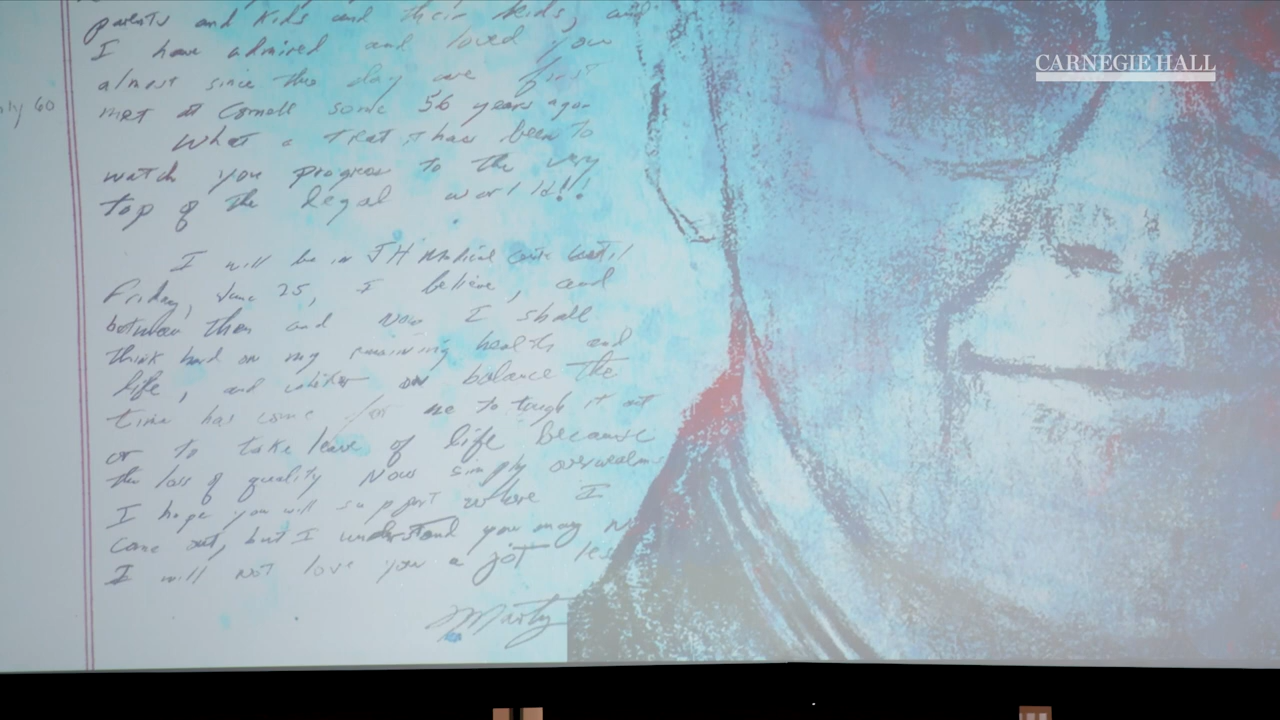 parents and kids and their kids, and
I have admired and loved you
almost since the day we first
met at Cornell some 56 years ago.
What a treat it has been to
watch you progress to the very
top of the legal world!!
I will be in JH Medical until
Friday, June 25, I believe, and
between then and now I shall
think hard on my remaining health and
life, and on balance the
time has come for me to tough it out
or to take leave of life because
the loss of quality now simply overwhelms
I hope you will support where I
come out, but I understand you may
I will not love you a jot
Marty
60
CARNEGIE HALL